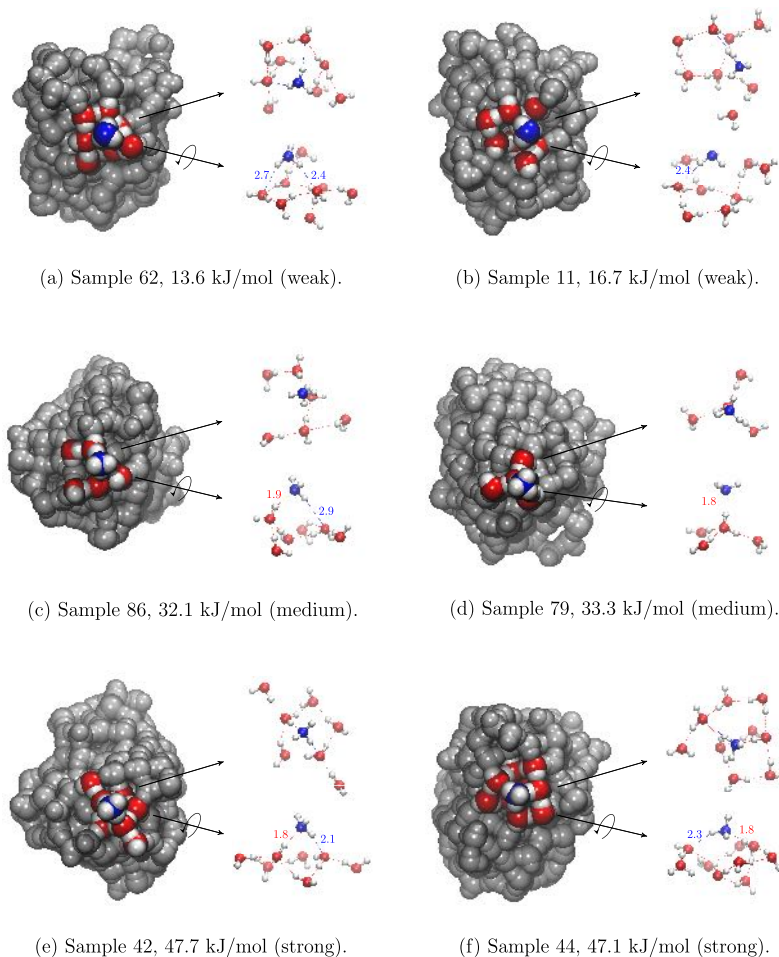 2.7
2.4
2.4
(a) Sample 62, 13.6 kJ/mol (weak).
(b) Sample 11, 16.7 kJ/mol (weak).
1.9
2.9
1.8
(c) Sample 86, 32.1 kJ/mol (medium).
(d) Sample 79, 33.3 kJ/mol (medium).
1.8
2.1
2.3
1.8
(e) Sample 42, 47.7 kJ/mol (strong).
(f) Sample 44, 47.1 kJ/mol (strong).